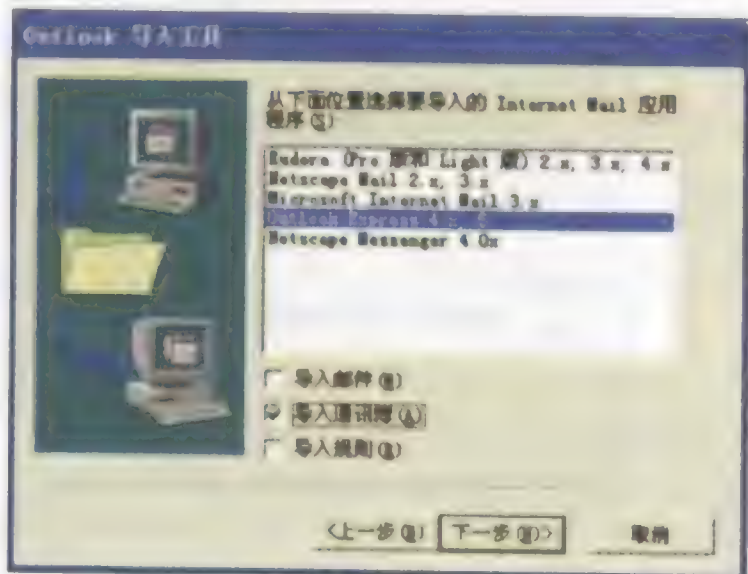 Outlook 导入工具
从下面位置选择要导入的 Internet Mail 应用
程序(S)
Eudora (Pro 版和 Light 版) 2.x, 3.x, 4.x
Netscape Mail 2.x, 3.x
Microsoft Internet Mail 3.x
Outlook Express 4.x, 5
Netscape Messenger 4.0x
导入邮件(M)
导入通讯簿(A)
导入规则(R)
<上一步(B)
下一步(N)>
取消